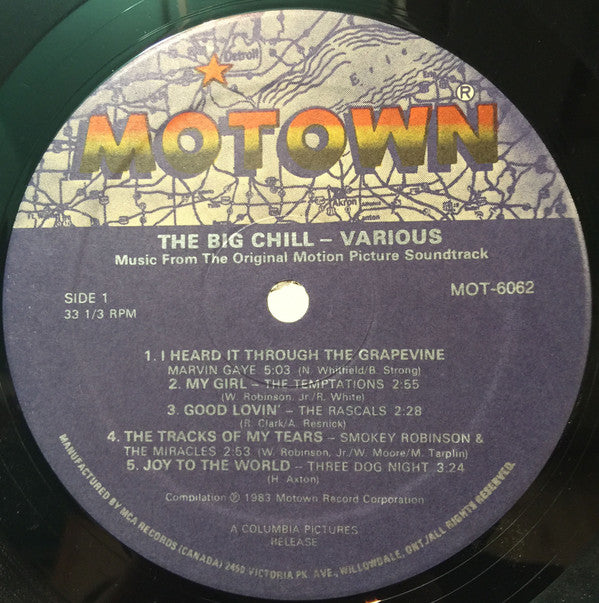 Detroit
Erie
MOTOWN®
Akron
Canton
THE BIG CHILL – VARIOUS
Music From The Original Motion Picture Soundtrack
SIDE 1
33 1/3 RPM
MOT-6062
1. I HEARD IT THROUGH THE GRAPEVINE
MARVIN GAYE 5:03 (N. Whitfield/B. Strong)
2. MY GIRL – THE TEMPTATIONS 2:55
(W. Robinson, Jr./R. White)
3. GOOD LOVIN' – THE RASCALS 2:28
(R. Clark/A. Resnick)
4. THE TRACKS OF MY TEARS – SMOKEY ROBINSON &
THE MIRACLES 2:53 (W. Robinson, Jr./W. Moore/M. Tarplin)
5. JOY TO THE WORLD – THREE DOG NIGHT 3:24
(H. Axton)
Compilation ℗ 1983 Motown Record Corporation
A COLUMBIA PICTURES
RELEASE
MANUFACTURED BY MCA RECORDS (CANADA) 2450 VICTORIA PK. AVE., WILLOWDALE, ONT./ALL RIGHTS RESERVED.